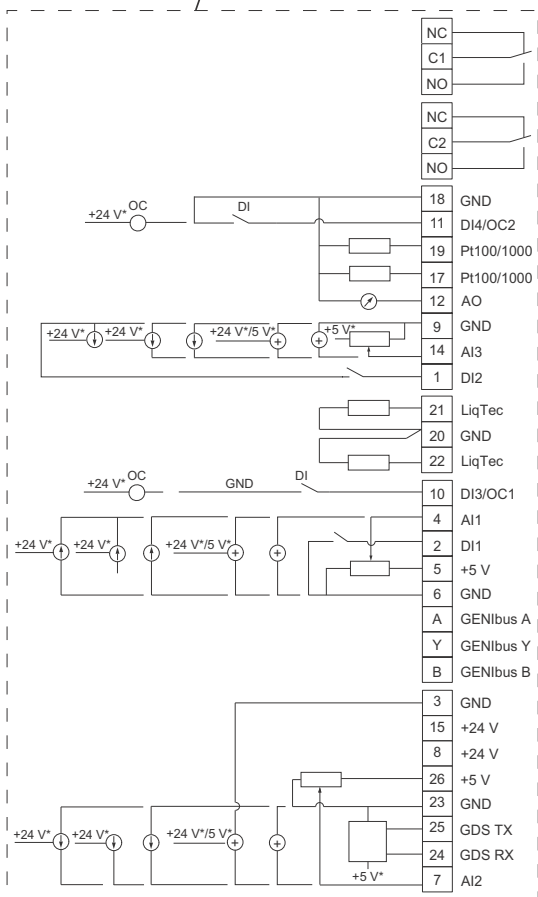 NC
C1
NO
NC
C2
NO
18 GND
+24 V* OC DI 11 DI4/OC2
19 Pt100/1000
17 Pt100/1000
12 AO
9 GND
+24 V* +24 V* +24 V*/5 V* +5 V*
14 AI3
1 DI2
21 LiqTec
20 GND
22 LiqTec
+24 V* OC GND DI 10 DI3/OC1
4 AI1
2 DI1
+24 V* +24 V* +24 V*/5 V*
5 +5 V
6 GND
A GENIbus A
Y GENIbus Y
B GENIbus B
3 GND
15 +24 V
8 +24 V
26 +5 V
23 GND
25 GDS TX
+24 V* +24 V* +24 V*/5 V*
24 GDS RX
+5 V*
7 AI2